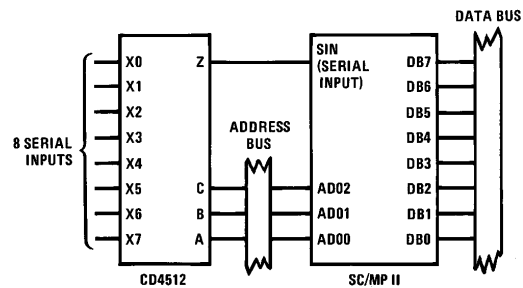 DATA BUS
X0
X1
X2
X3
X4
X5
X6
X7
8 SERIAL
INPUTS
Z
C
B
A
CD4512
ADDRESS
BUS
SIN
(SERIAL
INPUT)
AD02
AD01
AD00
DB7
DB6
DB5
DB4
DB3
DB2
DB1
DB0
SC/MP II